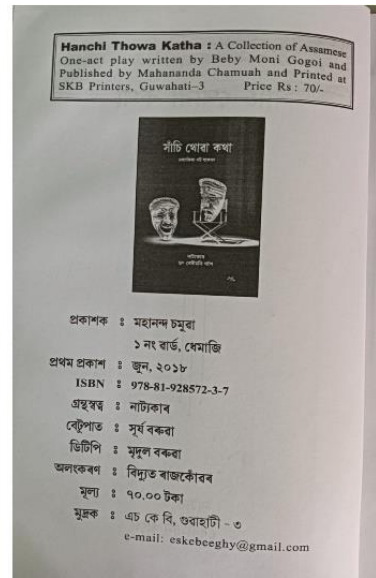 Hanchi Thowa Katha : A Collection of Assamese
One-act play written by Beby Moni Gogoi and
Published by Mahananda Chamuah and Printed at
SKB Printers, Guwahati–3 Price Rs : 70/-
সাঁচি থোৱা কথা
প্ৰকাশক ঃ মহানন্দ চমুৱা
১ নং ৱাৰ্ড, ধেমাজি
প্ৰথম প্ৰকাশ ঃ জুন, ২০১৮
ISBN ঃ 978-81-928572-3-7
গ্ৰন্থস্বত্ব ঃ নাট্যকাৰ
বেটুপাত ঃ সূৰ্য বৰুৱা
ডিটিপি ঃ মৃদুল বৰুৱা
অলংকৰণ ঃ বিদ্যুত ৰাজকোঁৱৰ
মূল্য ঃ ৭০.০০ টকা
মুদ্ৰক ঃ এচ কে বি, গুৱাহাটী - ৩
e-mail: eskebeeghy@gmail.com